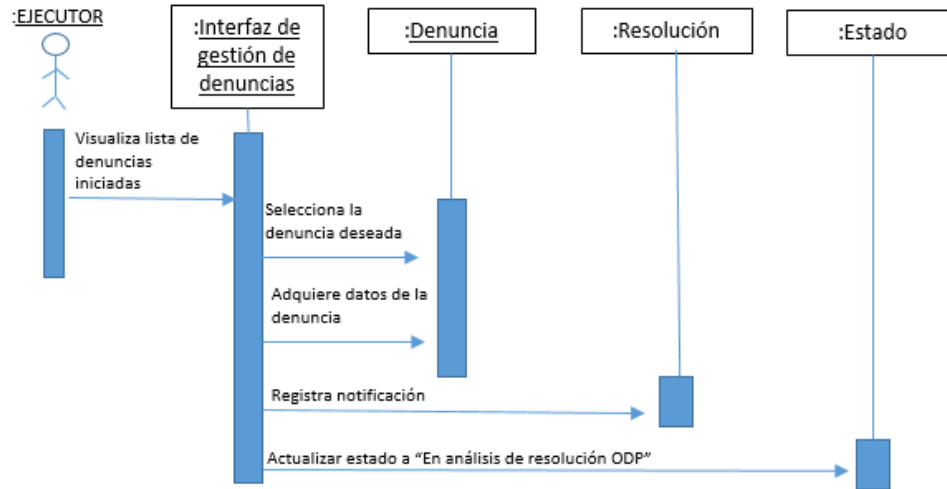 :EJECUTOR
:Interfaz de
gestión de
denuncias
:Denuncia
:Resolución
:Estado
Visualiza lista de
denuncias
iniciadas
Selecciona la
denuncia deseada
Adquiere datos de la
denuncia
Registra notificación
Actualizar estado a “En análisis de resolución ODP”